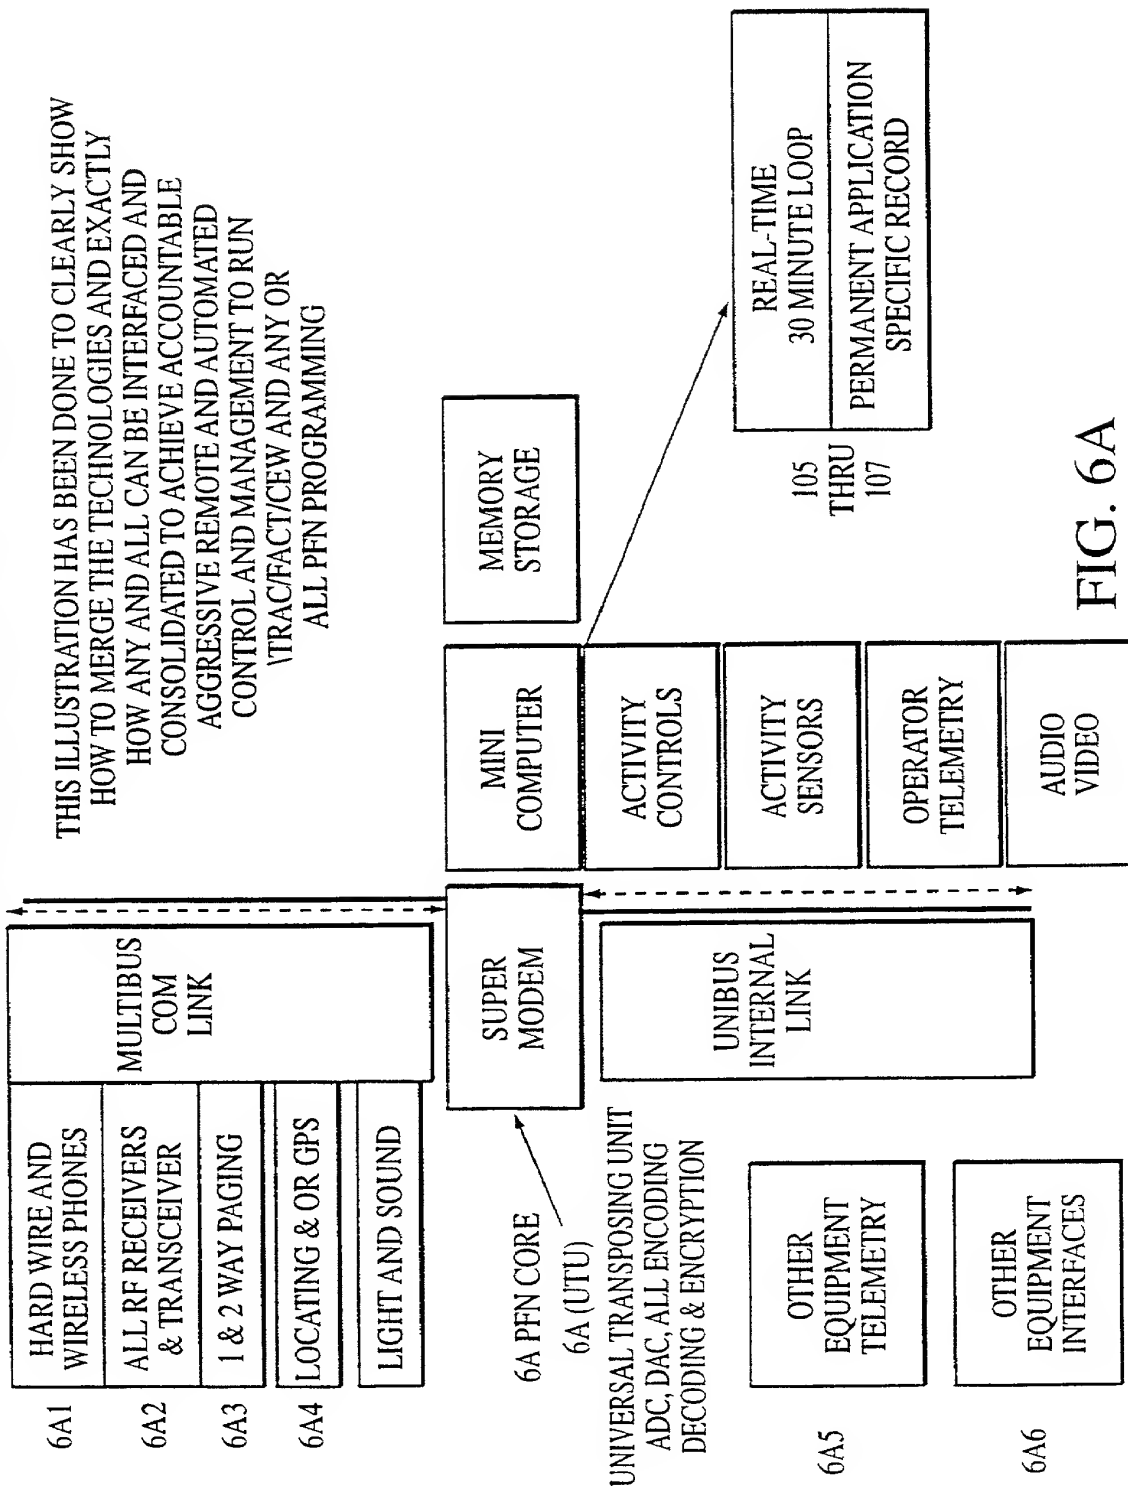 THIS ILLUSTRATION HAS BEEN DONE TO CLEARLY SHOW
HOW TO MERGE THE TECHNOLOGIES AND EXACTLY
HOW ANY AND ALL CAN BE INTERFACED AND
CONSOLIDATED TO ACHIEVE ACCOUNTABLE
AGGRESSIVE REMOTE AND AUTOMATED
CONTROL AND MANAGEMENT TO RUN
\TRAC/FACT/CEW AND ANY OR
ALL PFN PROGRAMMING
6A1
HARD WIRE AND
WIRELESS PHONES
6A2
ALL RF RECEIVERS
& TRANSCEIVER
6A3
1 & 2 WAY PAGING
6A4
LOCATING & OR GPS
LIGHT AND SOUND
MULTIBUS
COM
LINK
6A PFN CORE
6A (UTU)
UNIVERSAL TRANSPOSING UNIT
ADC, DAC, ALL ENCODING
DECODING & ENCRYPTION
SUPER
MODEM
MINI
COMPUTER
MEMORY
STORAGE
UNIBUS
INTERNAL
LINK
ACTIVITY
CONTROLS
ACTIVITY
SENSORS
OPERATOR
TELEMETRY
AUDIO
VIDEO
105
THRU
107
REAL-TIME
30 MINUTE LOOP
PERMANENT APPLICATION
SPECIFIC RECORD
6A5
OTHER
EQUIPMENT
TELEMETRY
6A6
OTHER
EQUIPMENT
INTERFACES
FIG. 6A